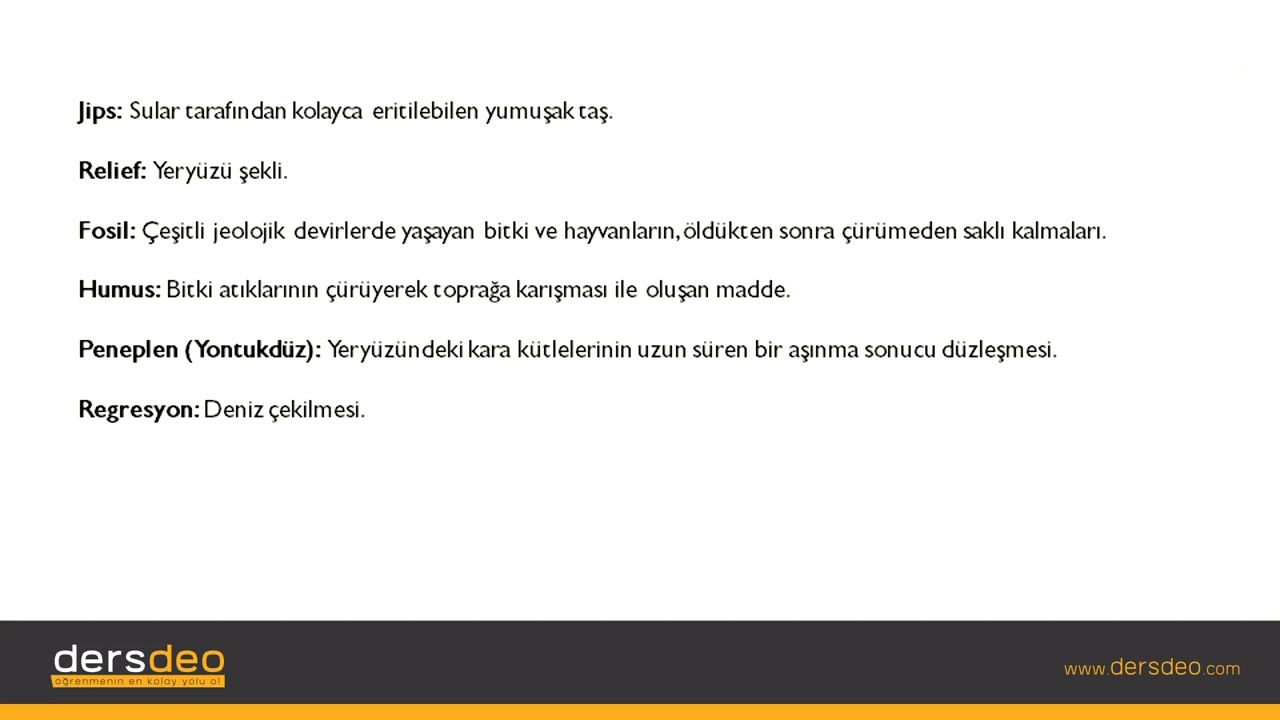 Jips: Sular tarafından kolayca eritilebilen yumuşak taş.
Relief: Yeryüzü şekli.
Fosil: Çeşitli jeolojik devirlerde yaşayan bitki ve hayvanların, öldükten sonra çürümeden saklı kalmaları.
Humus: Bitki atıklarının çürüyerek toprağa karışması ile oluşan madde.
Peneplen (Yontukdüz): Yeryüzündeki kara kütlelerinin uzun süren bir aşınma sonucu düzleşmesi.
Regresyon: Deniz çekilmesi.
dersdeo
öğrenmenin en kolay yolu o!
www.dersdeo.com